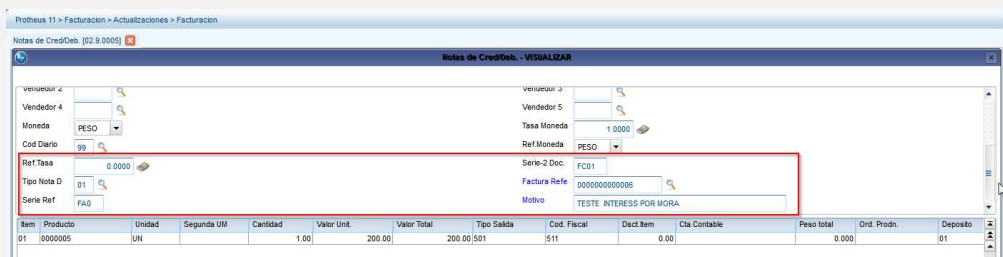 Protheus 11 > Facturacion > Actualizaciones > Facturacion
Notas de Cred/Deb. [02.9.0005]
Notas de Cred/Deb. - VISUALIZAR
Vendedor 2 Vendedor 3
Vendedor 4 Vendedor 5
Moneda PESO Tasa Moneda 1.0000
Cod Diario 99 Ref.Moneda PESO
Ref.Tasa 0.0000 Serie-2 Doc. FC01
Tipo Nota D 01 Factura Refe 0000000000006
Serie Ref FA0 Motivo TESTE INTERESS POR MORA
Item Producto Unidad Segunda UM Cantidad Valor Unit. Valor Total Tipo Salida Cod. Fiscal Dsct.Item Cta.Contable Peso total Ord. Prodn. Deposito
01 0000005 UN 1.00 200.00 200.00 501 511 0.00 0.000 01